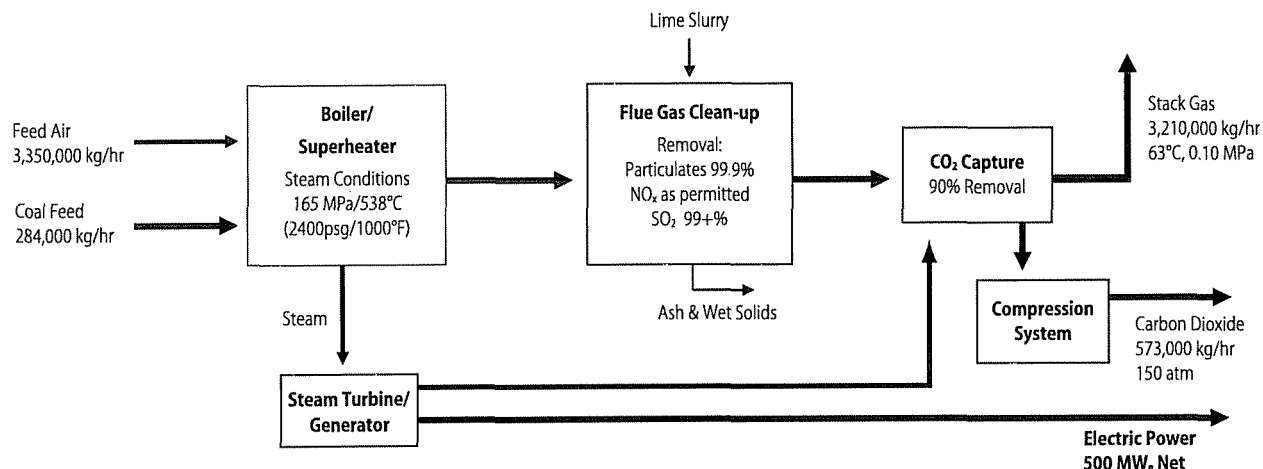 Lime Slurry
Feed Air
3,350,000 kg/hr
Coal Feed
284,000 kg/hr
Boiler/
Superheater
Steam Conditions
165 MPa/538°C
(2400psg/1000°F)
Flue Gas Clean-up
Removal:
Particulates 99.9%
NOₓ as permitted
SO₂ 99+%
CO₂ Capture
90% Removal
Stack Gas
3,210,000 kg/hr
63°C, 0.10 MPa
Steam
Ash & Wet Solids
Compression
System
Carbon Dioxide
573,000 kg/hr
150 atm
Steam Turbine/
Generator
Electric Power
500 MWₑ Net